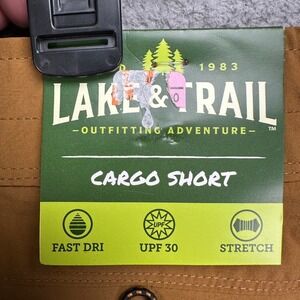 1983
LAKE & TRAIL
TM
-OUTFITTING ADVENTURE-
CARGO SHORT
UPF
FAST DRI UPF 30 STRETCH